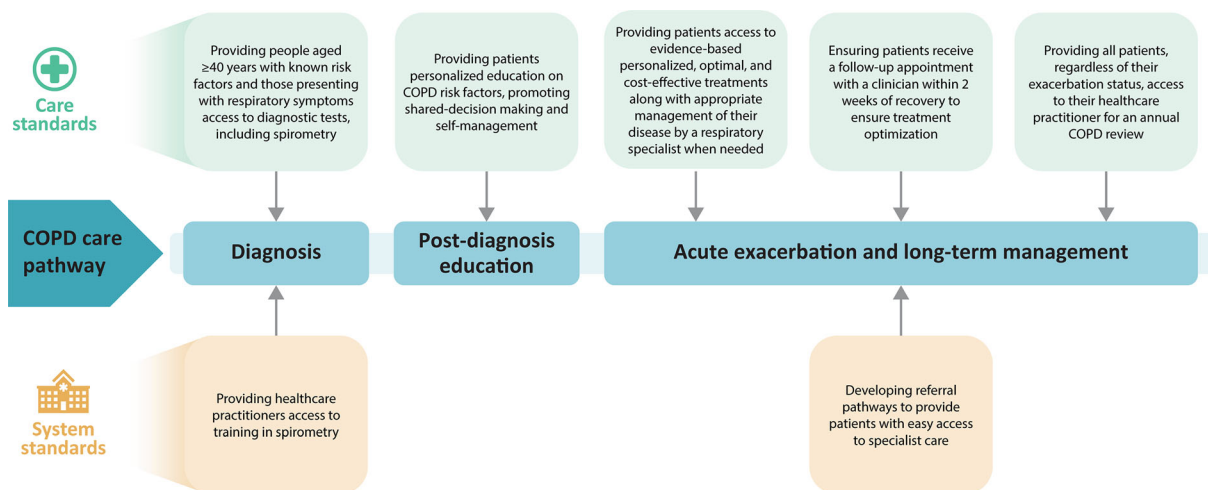 Care
standards
Providing people aged
≥40 years with known risk
factors and those presenting
with respiratory symptoms
access to diagnostic tests,
including spirometry
Providing patients
personalized education on
COPD risk factors, promoting
shared-decision making and
self-management
Providing patients access to
evidence-based
personalized, optimal, and
cost-effective treatments
along with appropriate
management of their
disease by a respiratory
specialist when needed
Ensuring patients receive
a follow-up appointment
with a clinician within 2
weeks of recovery to
ensure treatment
optimization
Providing all patients,
regardless of their
exacerbation status, access
to their healthcare
practitioner for an annual
COPD review
COPD care
pathway
Diagnosis
Post-diagnosis
education
Acute exacerbation and long-term management
System
standards
Providing healthcare
practitioners access to
training in spirometry
Developing referral
pathways to provide
patients with easy access
to specialist care